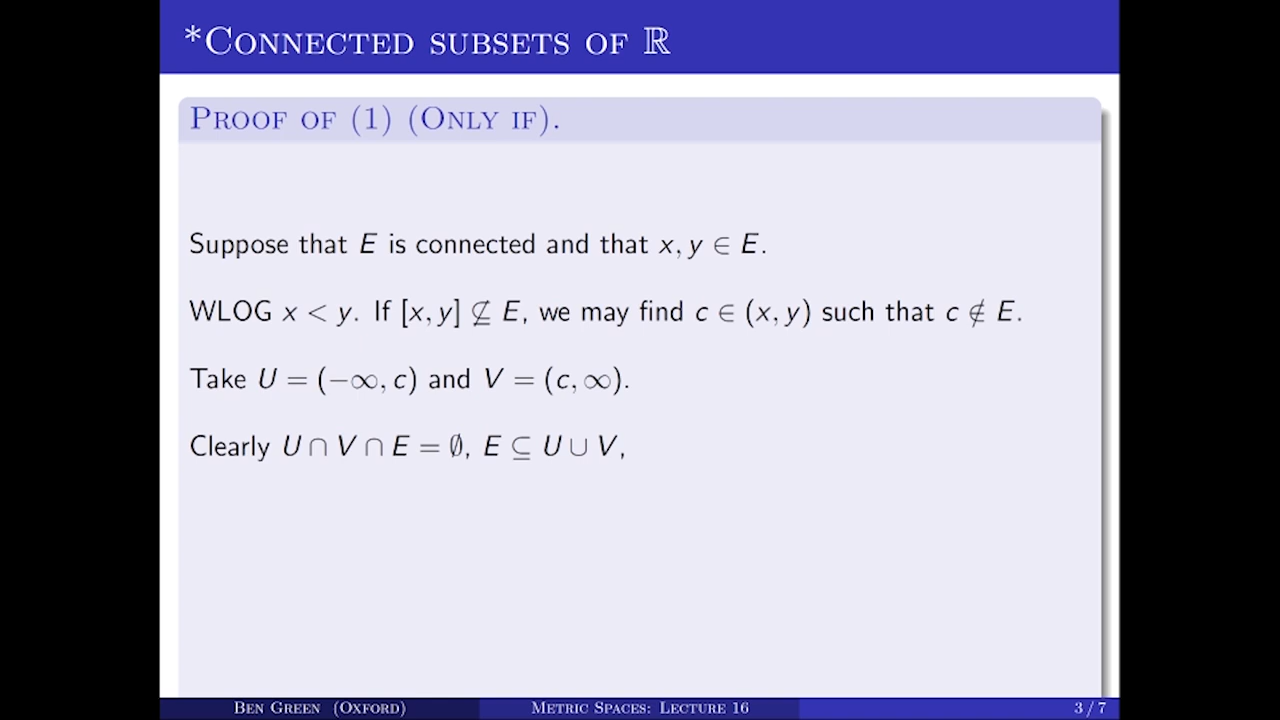 *Connected subsets of ℝ
Proof of (1) (Only if).
Suppose that E is connected and that x, y ∈ E.
WLOG x < y. If [x, y] ⊈ E, we may find c ∈ (x, y) such that c ∉ E.
Take U = (−∞, c) and V = (c, ∞).
Clearly U ∩ V ∩ E = ∅, E ⊆ U ∪ V,
Ben Green (Oxford) Metric Spaces: Lecture 16 3 / 7